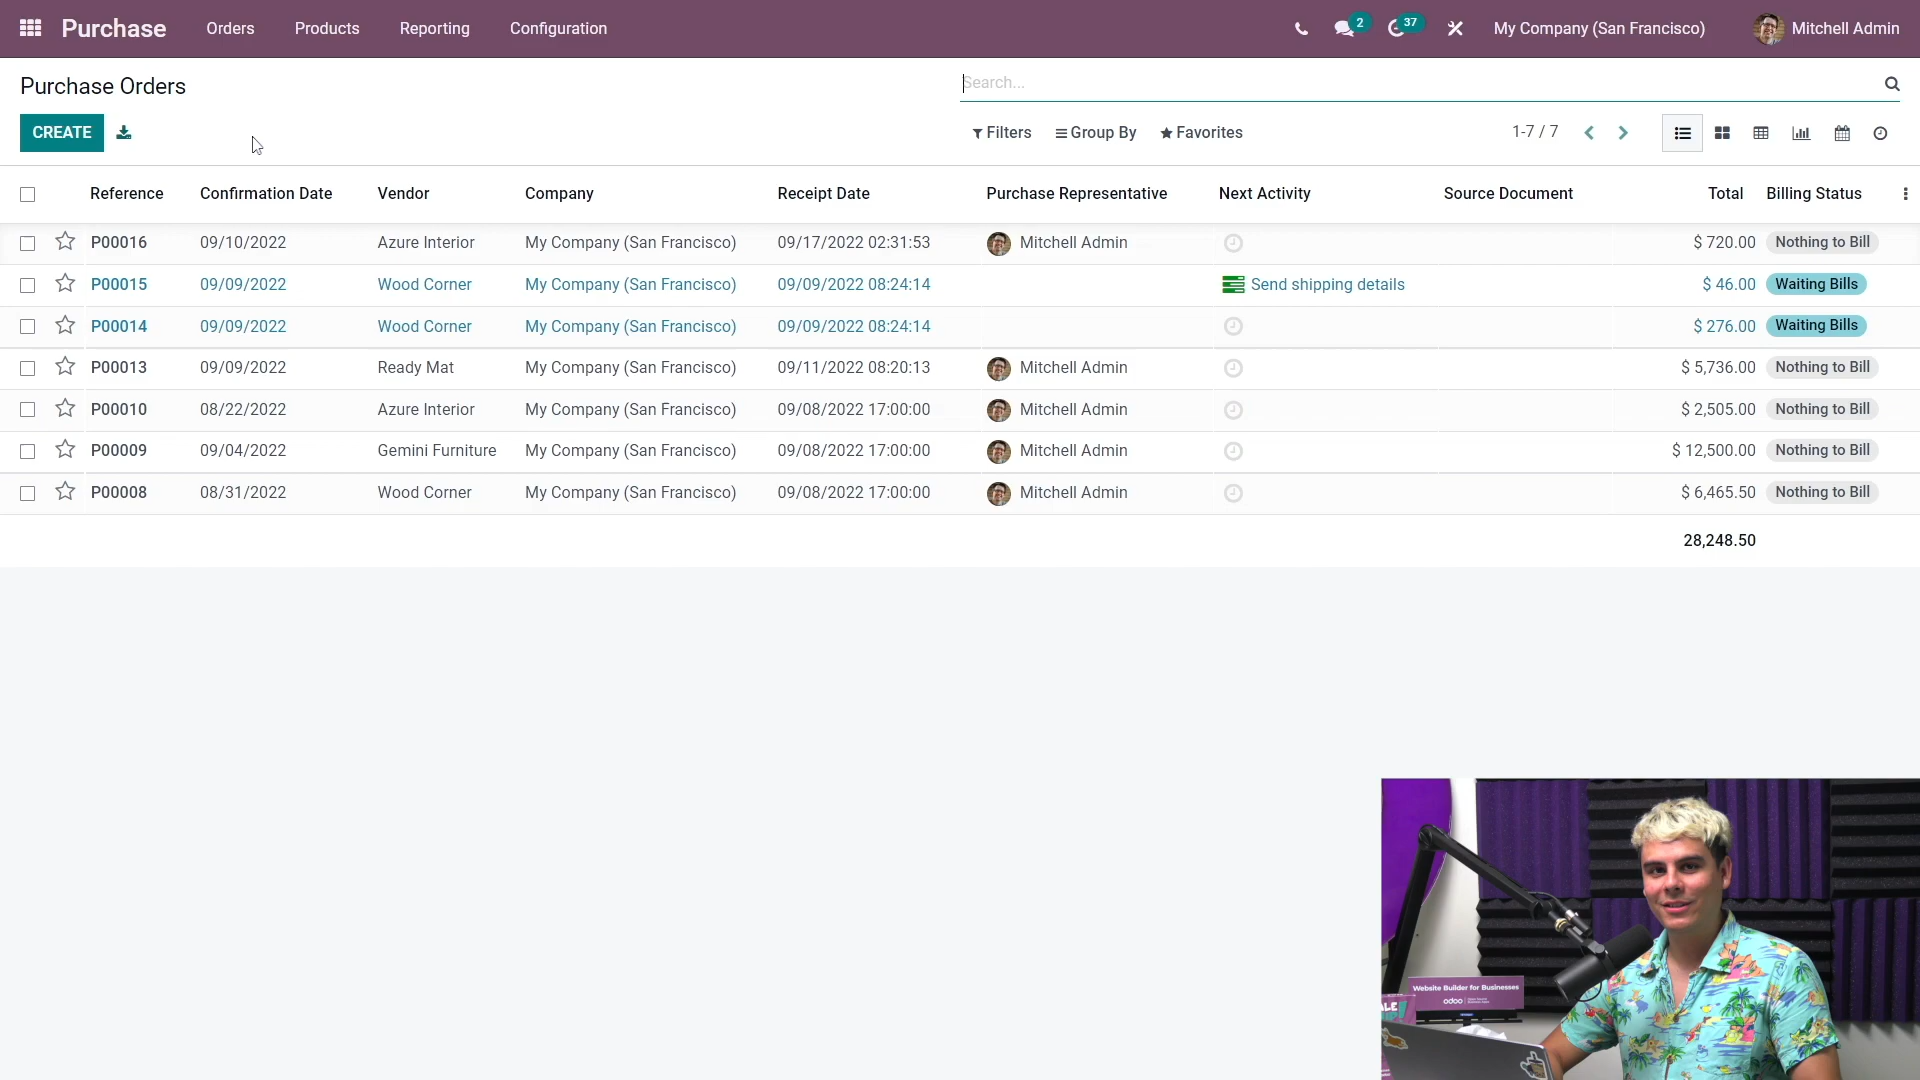 Purchase Orders Products Reporting Configuration 2 37 My Company (San Francisco) Mitchell Admin
Purchase Orders
Search...
CREATE Filters Group By Favorites 1-7 / 7
Reference Confirmation Date Vendor Company Receipt Date Purchase Representative Next Activity Source Document Total Billing Status
P00016 09/10/2022 Azure Interior My Company (San Francisco) 09/17/2022 02:31:53 Mitchell Admin $ 720.00 Nothing to Bill
P00015 09/09/2022 Wood Corner My Company (San Francisco) 09/09/2022 08:24:14 Send shipping details $ 46.00 Waiting Bills
P00014 09/09/2022 Wood Corner My Company (San Francisco) 09/09/2022 08:24:14 $ 276.00 Waiting Bills
P00013 09/09/2022 Ready Mat My Company (San Francisco) 09/11/2022 08:20:13 Mitchell Admin $ 5,736.00 Nothing to Bill
P00010 08/22/2022 Azure Interior My Company (San Francisco) 09/08/2022 17:00:00 Mitchell Admin $ 2,505.00 Nothing to Bill
P00009 09/04/2022 Gemini Furniture My Company (San Francisco) 09/08/2022 17:00:00 Mitchell Admin $ 12,500.00 Nothing to Bill
P00008 08/31/2022 Wood Corner My Company (San Francisco) 09/08/2022 17:00:00 Mitchell Admin $ 6,465.50 Nothing to Bill
28,248.50
Website Builder for Businesses
odoo